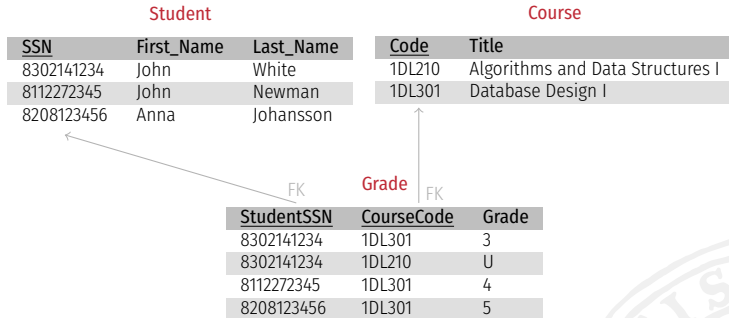 Student
SSN First_Name Last_Name
8302141234 John White
8112272345 John Newman
8208123456 Anna Johansson
Course
Code Title
1DL210 Algorithms and Data Structures I
1DL301 Database Design I
FK
FK
Grade
StudentSSN CourseCode Grade
8302141234 1DL301 3
8302141234 1DL210 U
8112272345 1DL301 4
8208123456 1DL301 5